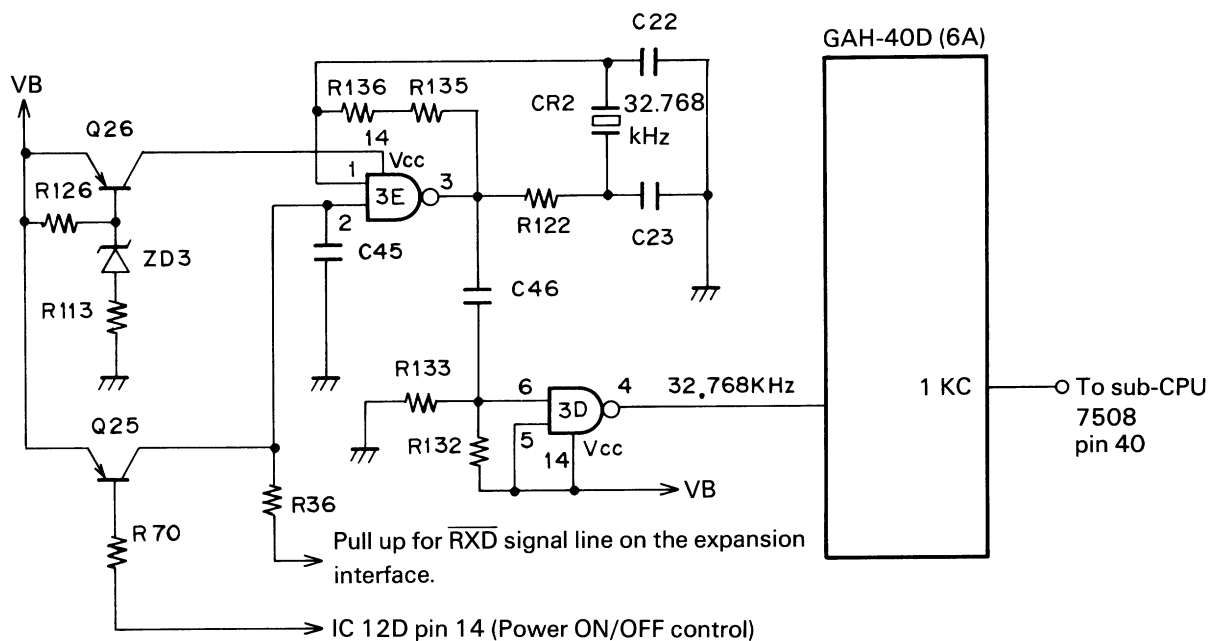 C22
GAH-40D (6A)
VB
R136
R135
CR2
32.768
kHz
Q26
14
Vcc
1
3E
3
R126
2
R122
C23
C45
ZD3
C46
R113
R133
6
4
32.768KHz
1 KC
To sub-CPU
7508
pin 40
3D
Q25
R132
5
14
Vcc
VB
R36
R70
Pull up for R̅X̅D̅ signal line on the expansion
interface.
IC 12D pin 14 (Power ON/OFF control)